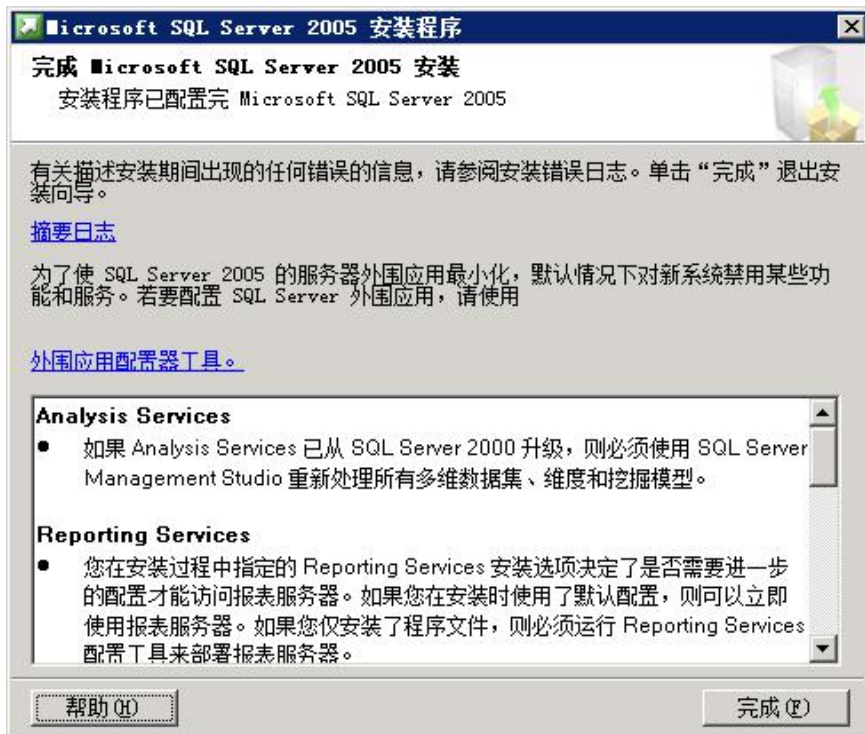 Microsoft SQL Server 2005 安装程序
完成 Microsoft SQL Server 2005 安装
安装程序已配置完 Microsoft SQL Server 2005
有关描述安装期间出现的任何错误的信息，请参阅安装错误日志。单击“完成”退出安
装向导。
摘要日志
为了使 SQL Server 2005 的服务器外围应用最小化，默认情况下对新系统禁用某些功
能和服务。若要配置 SQL Server 外围应用，请使用
外围应用配置器工具。
Analysis Services
● 如果 Analysis Services 已从 SQL Server 2000 升级，则必须使用 SQL Server
Management Studio 重新处理所有多维数据集、维度和挖掘模型。
Reporting Services
● 您在安装过程中指定的 Reporting Services 安装选项决定了是否需要进一步
的配置才能访问报表服务器。如果您在安装时使用了默认配置，则可以立即
使用报表服务器。如果您仅安装了程序文件，则必须运行 Reporting Services
配置工具来部署报表服务器。
帮助(H)
完成(F)